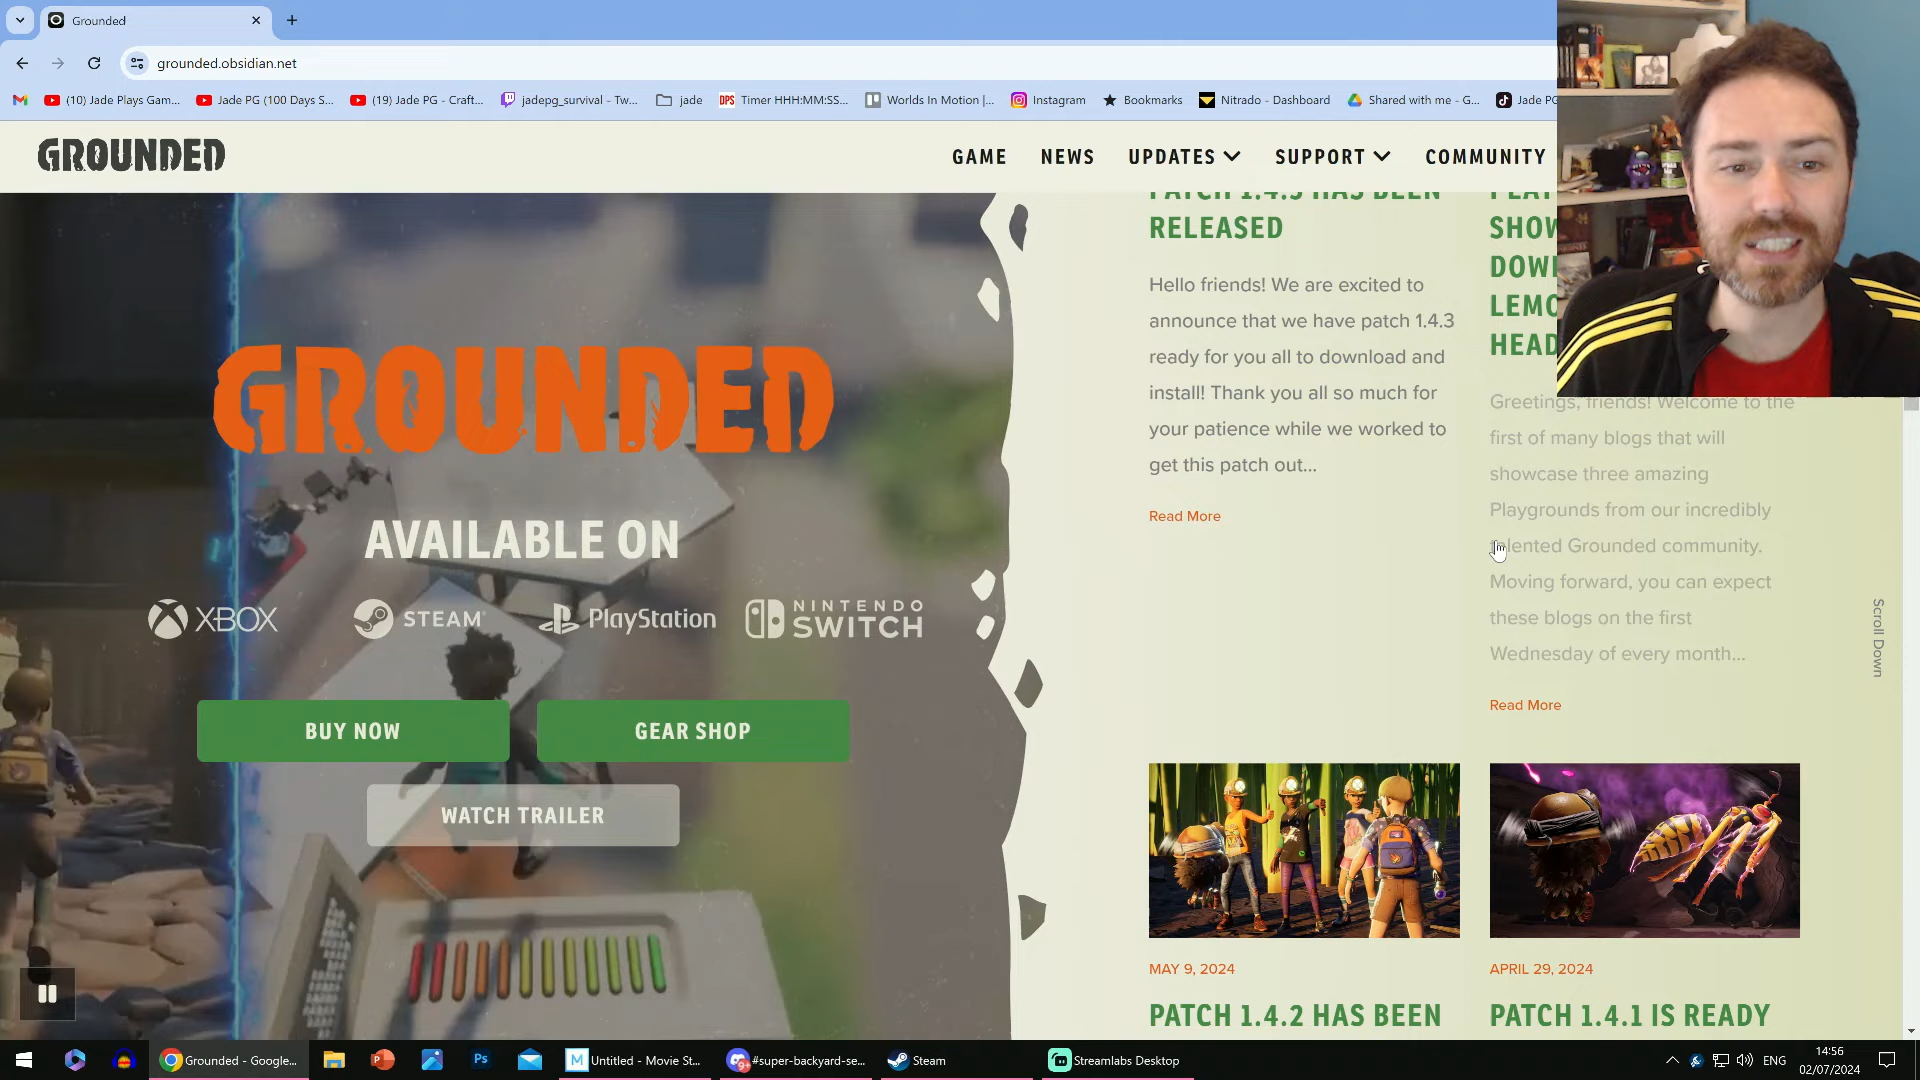 Grounded
grounded.obsidian.net
(10) Jade Plays Gam...
Jade PG (100 Days S...
(19) Jade PG - Craft...
jadepg_survival - Tw...
jade
DPS
Timer HHH:MM:SS...
Worlds In Motion |...
Instagram
Bookmarks
Nitrado - Dashboard
Shared with me - G...
Jade PG
GROUNDED
GAME
NEWS
UPDATES
SUPPORT
COMMUNITY
GROUNDED
AVAILABLE ON
XBOX
STEAM
PlayStation
NINTENDO
SWITCH
BUY NOW
GEAR SHOP
WATCH TRAILER
PATCH 1.4.3 HAS BEEN
RELEASED
Hello friends! We are excited to
announce that we have patch 1.4.3
ready for you all to download and
install! Thank you all so much for
your patience while we worked to
get this patch out...
Read More
Greetings, friends! Welcome to the
first of many blogs that will
showcase three amazing
Playgrounds from our incredibly
talented Grounded community.
Moving forward, you can expect
these blogs on the first
Wednesday of every month...
Read More
Scroll Down
MAY 9, 2024
PATCH 1.4.2 HAS BEEN
APRIL 29, 2024
PATCH 1.4.1 IS READY
Grounded - Google...
Ps
M
Untitled - Movie St...
9+
#super-backyard-se...
Steam
Streamlabs Desktop
ENG
14:56
02/07/2024